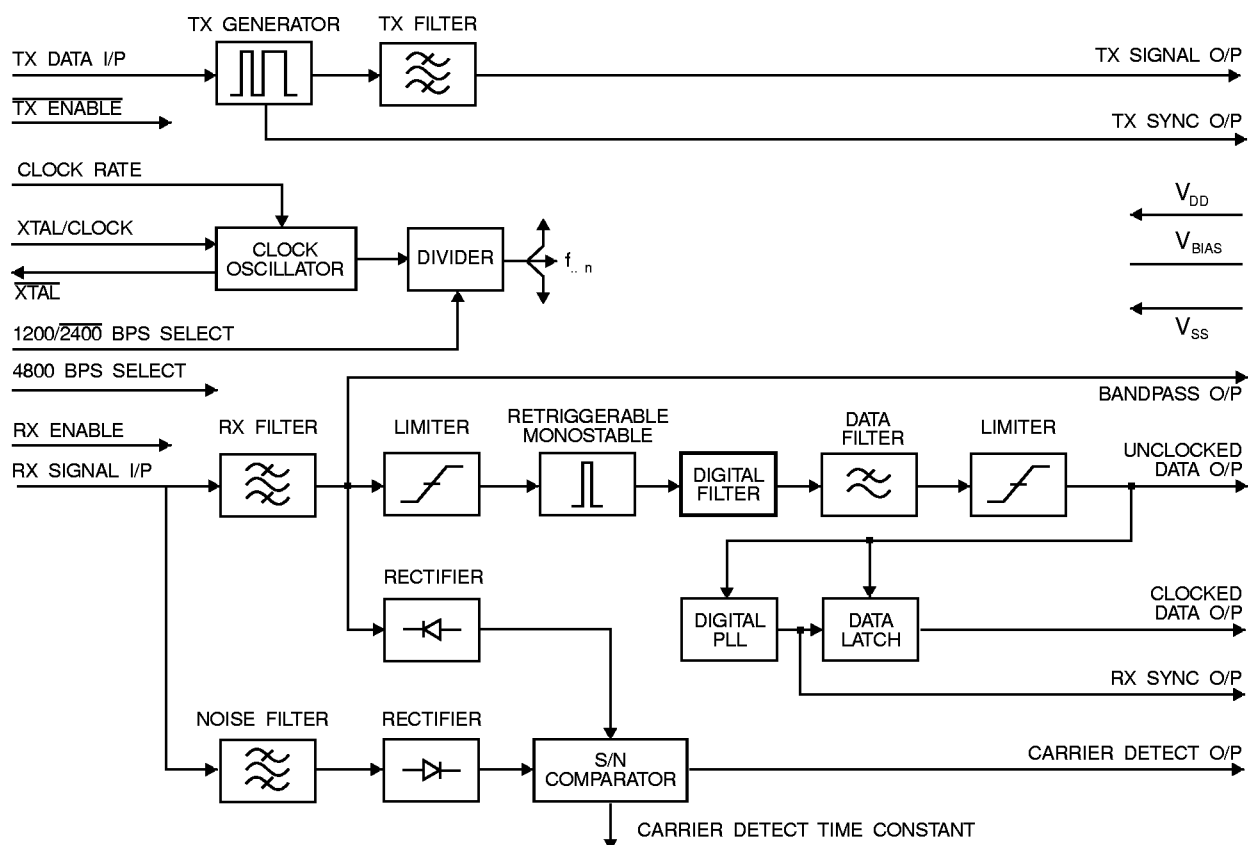 TX GENERATOR
TX FILTER
TX DATA I/P
TX SIGNAL O/P
TX ENABLE
TX SYNC O/P
CLOCK RATE
XTAL/CLOCK
CLOCK
OSCILLATOR
DIVIDER
f.. n
XTAL
VDD
VBIAS
VSS
1200/2400 BPS SELECT
4800 BPS SELECT
BANDPASS O/P
RX ENABLE
RX SIGNAL I/P
RX FILTER
LIMITER
RETRIGGERABLE
MONOSTABLE
DIGITAL
FILTER
DATA
FILTER
LIMITER
UNCLOCKED
DATA O/P
RECTIFIER
DIGITAL
PLL
DATA
LATCH
CLOCKED
DATA O/P
RX SYNC O/P
NOISE FILTER
RECTIFIER
S/N
COMPARATOR
CARRIER DETECT O/P
CARRIER DETECT TIME CONSTANT